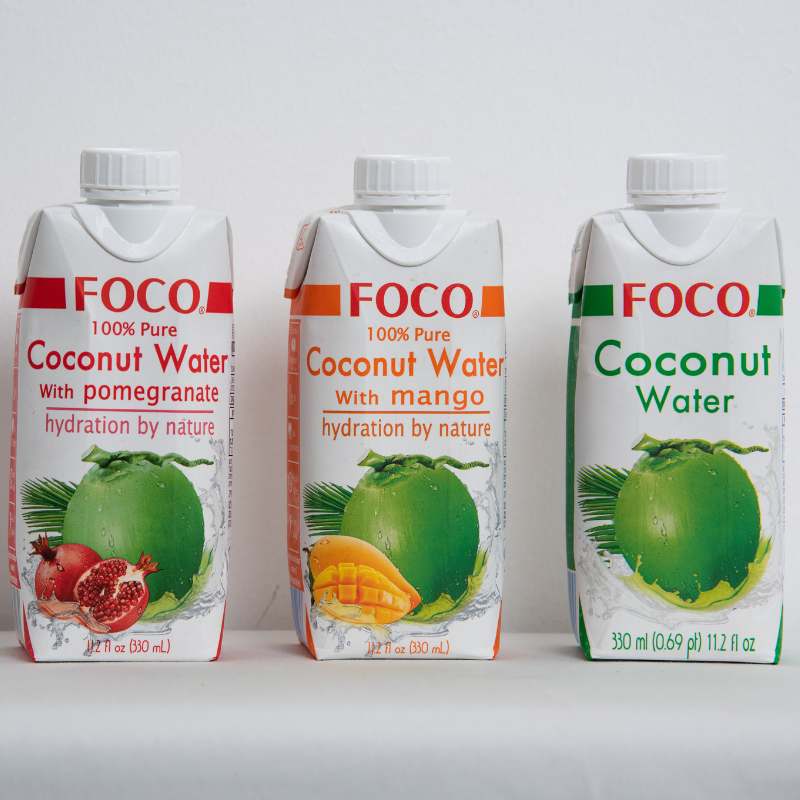 FOCO®
100% Pure
Coconut Water
With pomegranate
hydration by nature
11.2 fl oz (330 mL)
FOCO®
100% Pure
Coconut Water
With mango
hydration by nature
11.2 fl oz (330 mL)
FOCO®
Coconut
Water
330 ml (0.69 pt) 11.2 fl oz